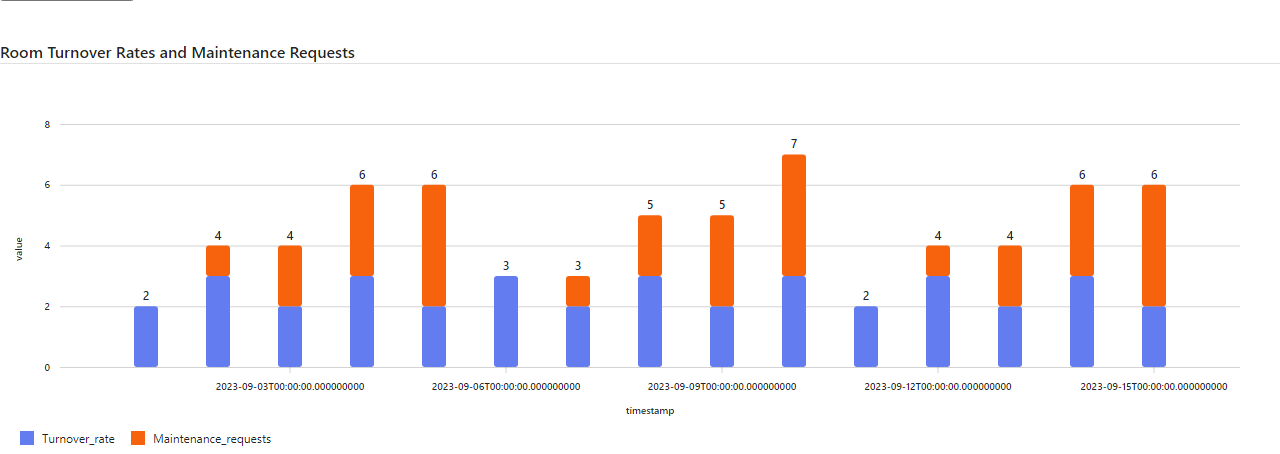 Room Turnover Rates and Maintenance Requests
8
6
4
2
0
value
2
4
4
6
6
3
3
5
5
7
2
4
4
6
6
2023-09-03T00:00:00.000000000
2023-09-06T00:00:00.000000000
2023-09-09T00:00:00.000000000
2023-09-12T00:00:00.000000000
2023-09-15T00:00:00.000000000
timestamp
Turnover_rate
Maintenance_requests